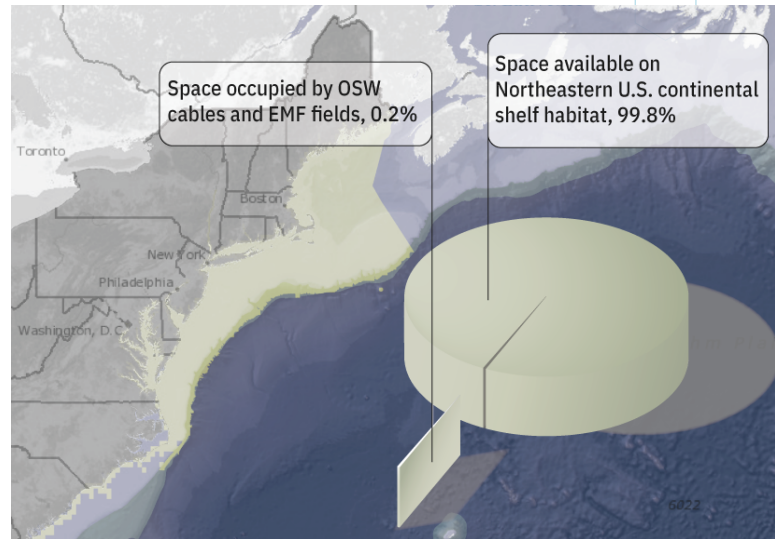 Space occupied by OSW
cables and EMF fields, 0.2%
Space available on
Northeastern U.S. continental
shelf habitat, 99.8%
Toronto
Boston
New York
Philadelphia
Washington, D.C.
6022